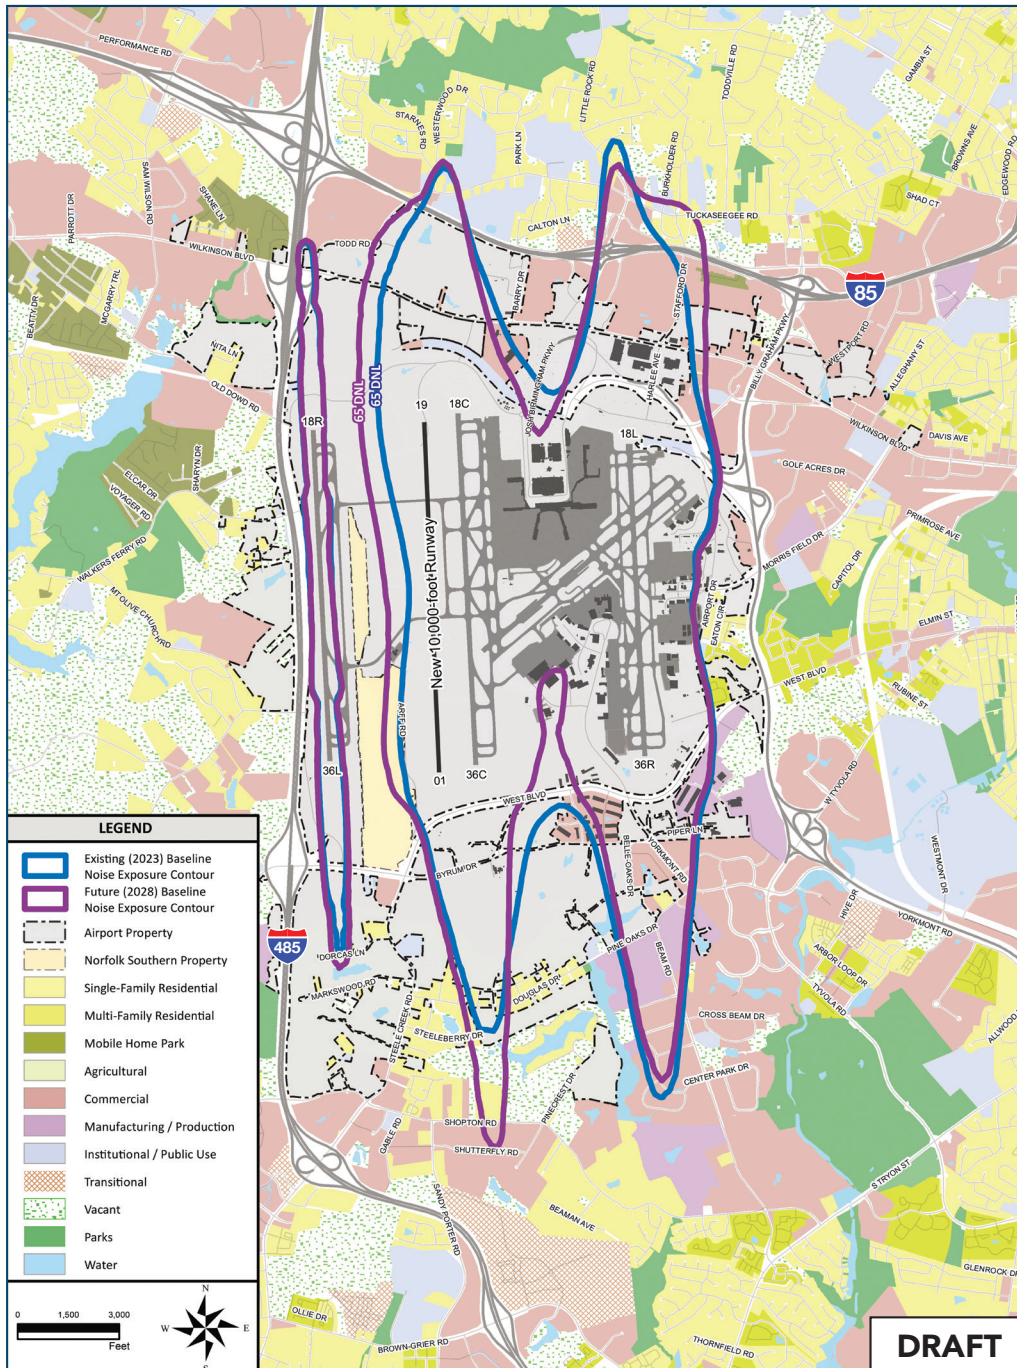 PERFORMANCE RD
STARNES RD
WESTERWOOD DR
PARK LN
LITTLE ROCK RD
TODDVILLE RD
GAMBIA ST
BROWNS AVE
EDGEWOOD RD
SAM WILSON RD
SHANE LN
PARROTT DR
BURKHOLDER RD
SHAD CT
CALTON LN
TUCKASEEGEE RD
WILKINSON BLVD
TODD RD
BARRY DR
STAFFORD DR
85
BEATTY DR
MCGARRY TRL
NITA LN
OLD DOWD RD
JOSH BIRMINGHAM PKWY
HARLEE AVE
BILLY GRAHAM PKWY
WESTPORT RD
ALLEGHANY ST
65 DNL
65 DNL
18R
19
18C
18L
WILKINSON BLVD
DAVIS AVE
GOLF ACRES DR
SHARYN DR
ELCAR DR
VOYAGER RD
WALKERS FERRY RD
MT OLIVE CHURCH RD
New 10,000-foot Runway
PRIMROSE AVE
MORRIS FIELD DR
CAPITOL DR
ELMIN ST
AIRPORT DR
EATON CIR
WEST BLVD
RUBINE ST
ARFF RD
36L
01
36C
36R
W TYVOLA RD
WEST BLVD
PIPER LN
BYRUM DR
BELLE OAKS DR
YORKMONT RD
WESTMONT DR
HIVE DR
YORKMONT RD
485
DORCAS LN
MARKSWOOD RD
PINE OAKS DR
BEAM RD
ARBOR LOOP DR
TYVOLA RD
DOUGLAS DR
STEELE CREEK RD
STEELEBERRY DR
CROSS BEAM DR
ALLWOOD
CENTER PARK DR
PINECREST DR
SHOPTON RD
GABLE RD
SHUTTERFLY RD
S TRYON ST
SANDY PORTER RD
BEAMAN AVE
GLENROCK DR
OLLIE DR
BROWN-GRIER RD
THORNFIELD RD
LEGEND
Existing (2023) Baseline
Noise Exposure Contour
Future (2028) Baseline
Noise Exposure Contour
Airport Property
Norfolk Southern Property
Single-Family Residential
Multi-Family Residential
Mobile Home Park
Agricultural
Commercial
Manufacturing / Production
Institutional / Public Use
Transitional
Vacant
Parks
Water
0 1,500 3,000
Feet
N
W E
S
DRAFT